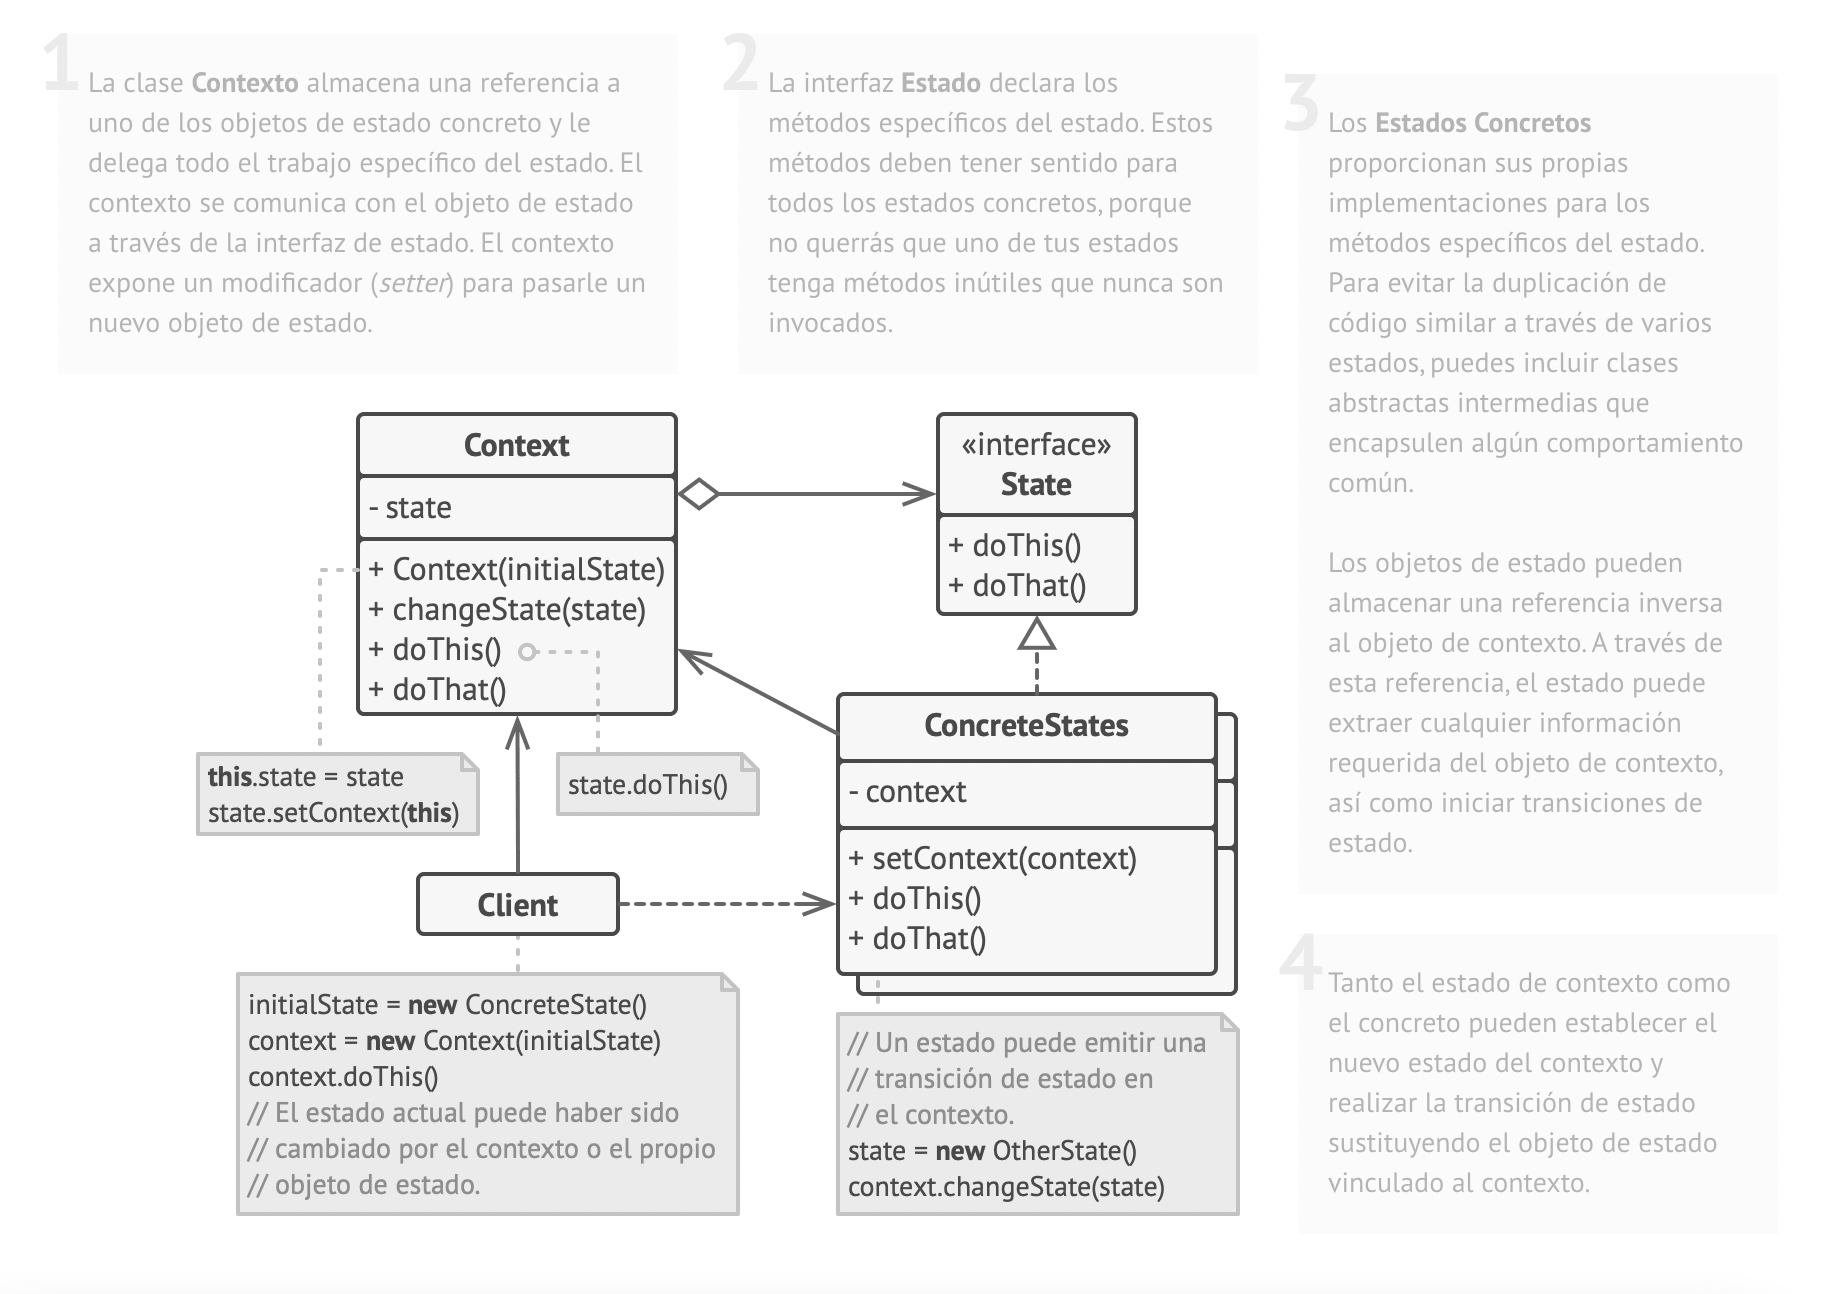 1
La clase Contexto almacena una referencia a
uno de los objetos de estado concreto y le
delega todo el trabajo específico del estado. El
contexto se comunica con el objeto de estado
a través de la interfaz de estado. El contexto
expone un modificador (setter) para pasarle un
nuevo objeto de estado.
2
La interfaz Estado declara los
métodos específicos del estado. Estos
métodos deben tener sentido para
todos los estados concretos, porque
no querrás que uno de tus estados
tenga métodos inútiles que nunca son
invocados.
3
Los Estados Concretos
proporcionan sus propias
implementaciones para los
métodos específicos del estado.
Para evitar la duplicación de
código similar a través de varios
estados, puedes incluir clases
abstractas intermedias que
encapsulen algún comportamiento
común.
Los objetos de estado pueden
almacenar una referencia inversa
al objeto de contexto. A través de
esta referencia, el estado puede
extraer cualquier información
requerida del objeto de contexto,
así como iniciar transiciones de
estado.
Context
- state
+ Context(initialState)
+ changeState(state)
+ doThis()
+ doThat()
«interface»
State
+ doThis()
+ doThat()
this.state = state
state.setContext(this)
state.doThis()
ConcreteStates
- context
+ setContext(context)
+ doThis()
+ doThat()
Client
initialState = new ConcreteState()
context = new Context(initialState)
context.doThis()
// El estado actual puede haber sido
// cambiado por el contexto o el propio
// objeto de estado.
// Un estado puede emitir una
// transición de estado en
// el contexto.
state = new OtherState()
context.changeState(state)
4
Tanto el estado de contexto como
el concreto pueden establecer el
nuevo estado del contexto y
realizar la transición de estado
sustituyendo el objeto de estado
vinculado al contexto.